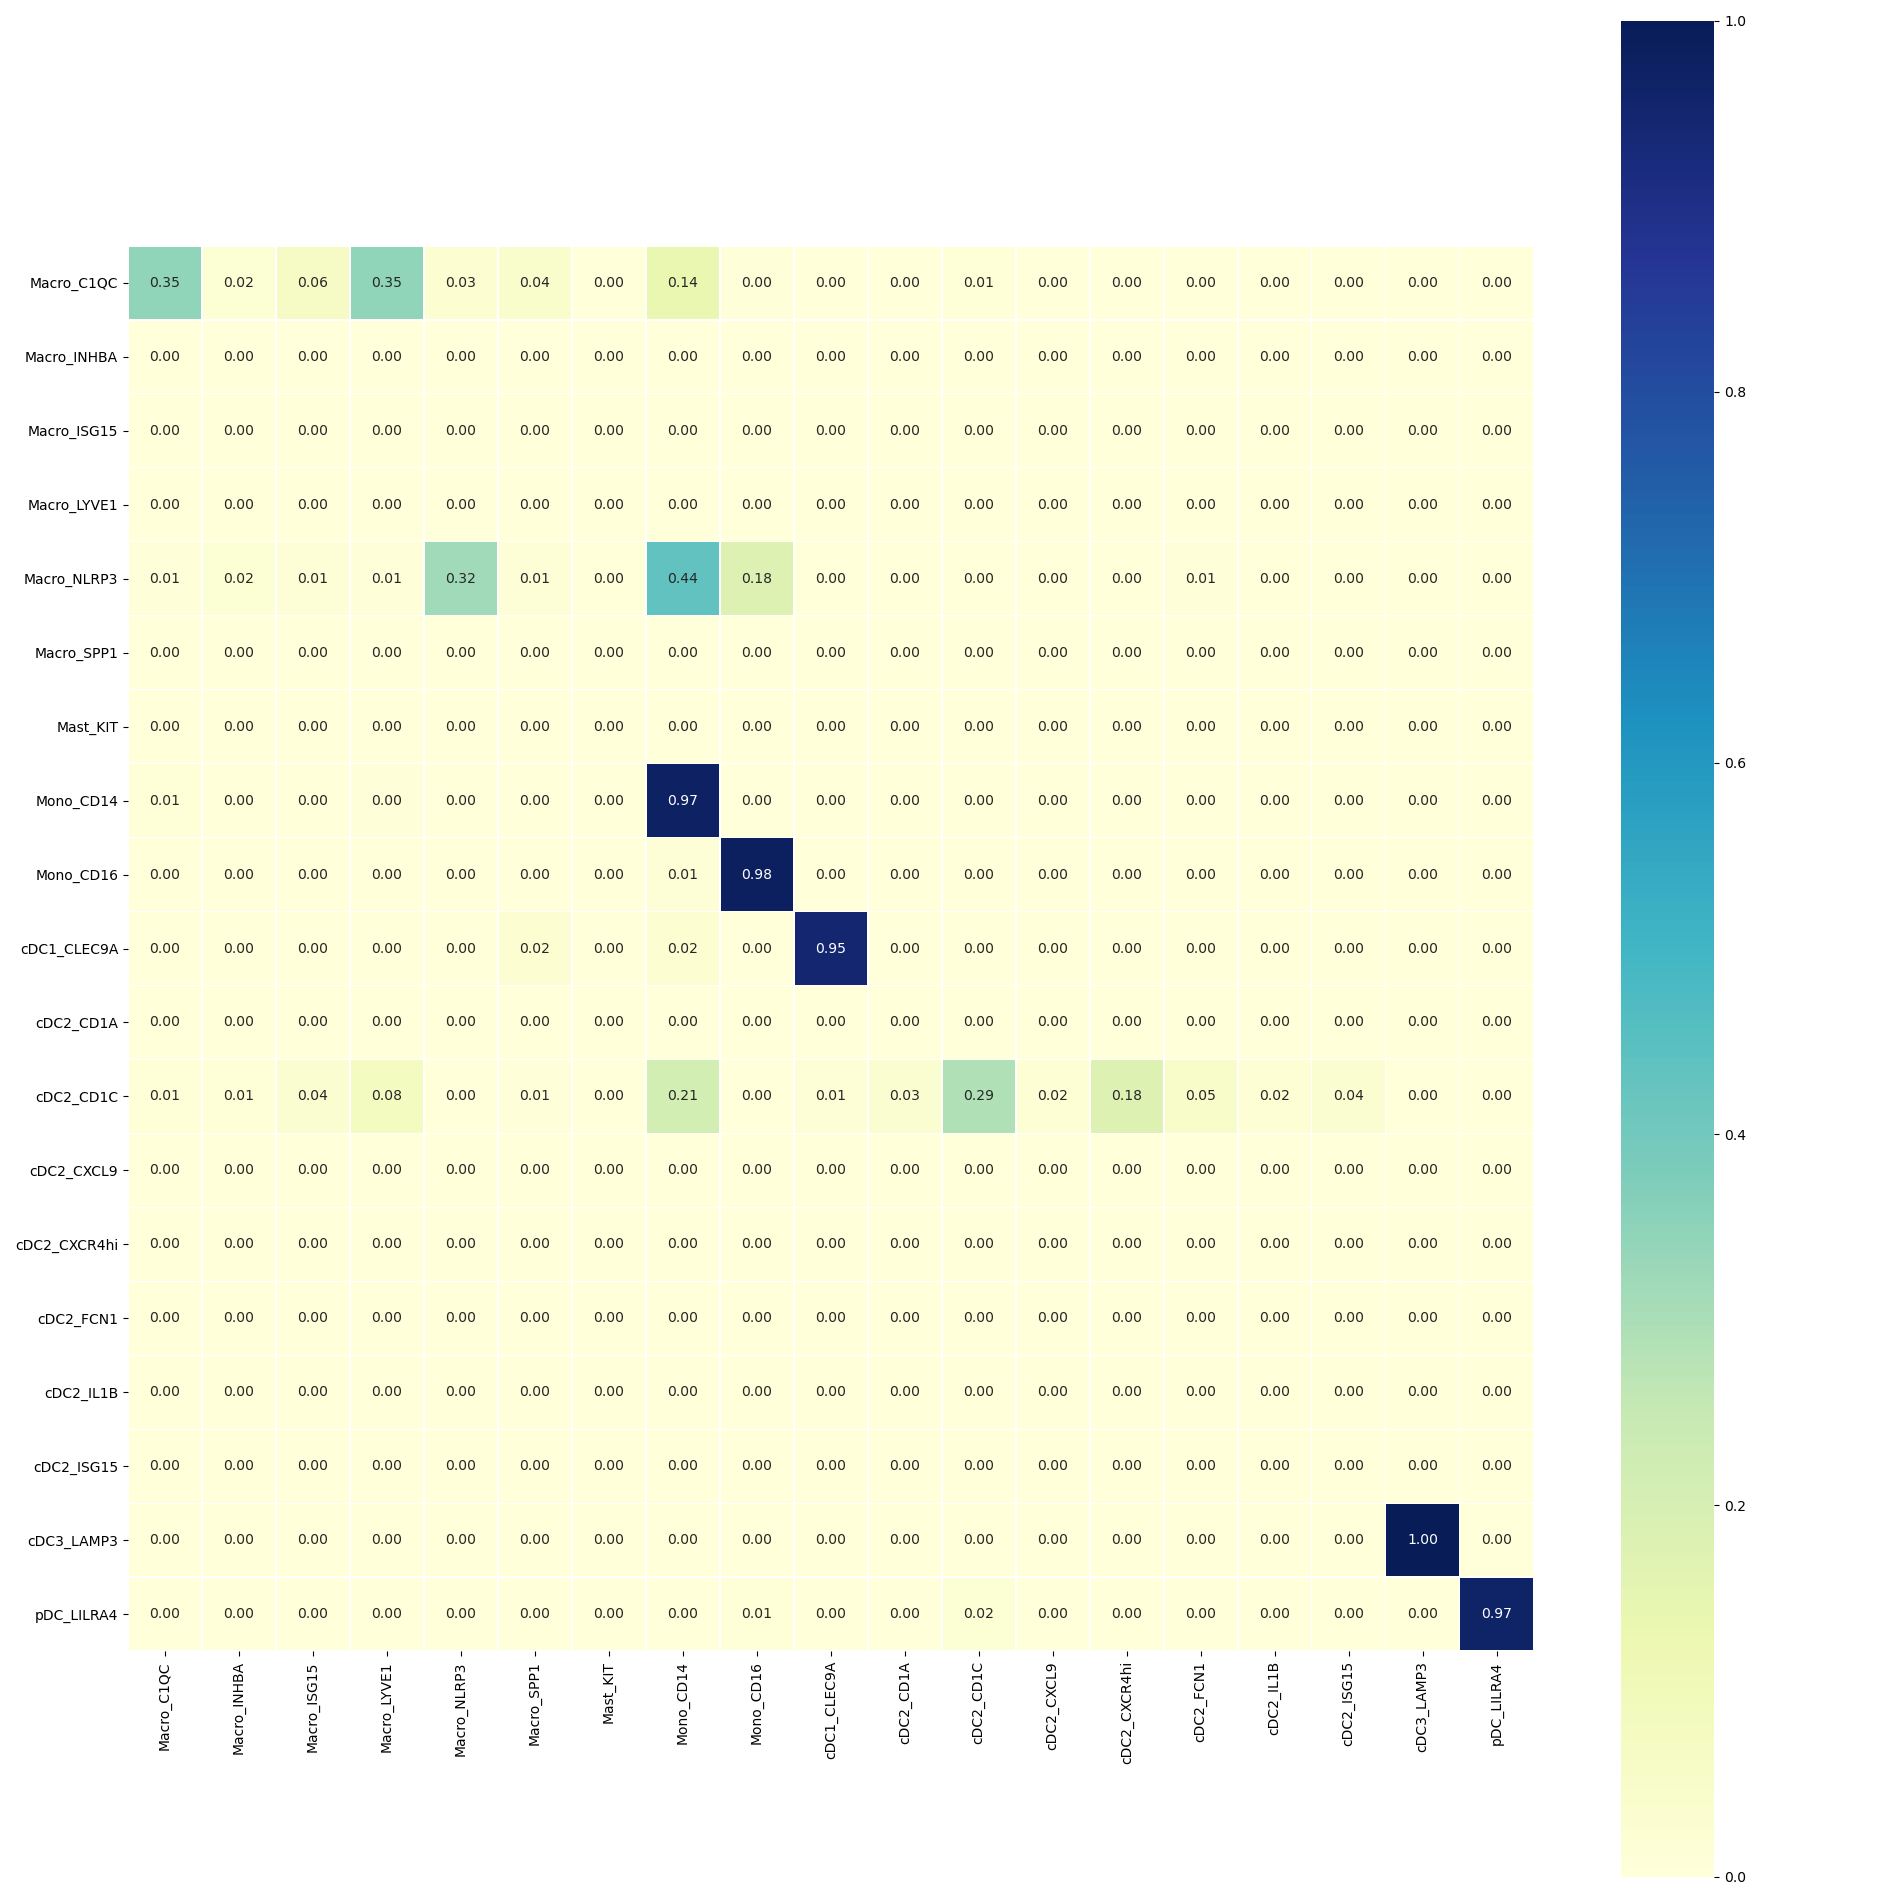 1.0
0.8
0.6
0.4
0.2
0.0
Macro_C1QC 0.35 0.02 0.06 0.35 0.03 0.04 0.00 0.14 0.00 0.00 0.00 0.01 0.00 0.00 0.00 0.00 0.00 0.00 0.00
Macro_INHBA 0.00 0.00 0.00 0.00 0.00 0.00 0.00 0.00 0.00 0.00 0.00 0.00 0.00 0.00 0.00 0.00 0.00 0.00 0.00
Macro_ISG15 0.00 0.00 0.00 0.00 0.00 0.00 0.00 0.00 0.00 0.00 0.00 0.00 0.00 0.00 0.00 0.00 0.00 0.00 0.00
Macro_LYVE1 0.00 0.00 0.00 0.00 0.00 0.00 0.00 0.00 0.00 0.00 0.00 0.00 0.00 0.00 0.00 0.00 0.00 0.00 0.00
Macro_NLRP3 0.01 0.02 0.01 0.01 0.32 0.01 0.00 0.44 0.18 0.00 0.00 0.00 0.00 0.00 0.01 0.00 0.00 0.00 0.00
Macro_SPP1 0.00 0.00 0.00 0.00 0.00 0.00 0.00 0.00 0.00 0.00 0.00 0.00 0.00 0.00 0.00 0.00 0.00 0.00 0.00
Mast_KIT 0.00 0.00 0.00 0.00 0.00 0.00 0.00 0.00 0.00 0.00 0.00 0.00 0.00 0.00 0.00 0.00 0.00 0.00 0.00
Mono_CD14 0.01 0.00 0.00 0.00 0.00 0.00 0.00 0.97 0.00 0.00 0.00 0.00 0.00 0.00 0.00 0.00 0.00 0.00 0.00
Mono_CD16 0.00 0.00 0.00 0.00 0.00 0.00 0.00 0.01 0.98 0.00 0.00 0.00 0.00 0.00 0.00 0.00 0.00 0.00 0.00
cDC1_CLEC9A 0.00 0.00 0.00 0.00 0.00 0.02 0.00 0.02 0.00 0.95 0.00 0.00 0.00 0.00 0.00 0.00 0.00 0.00 0.00
cDC2_CD1A 0.00 0.00 0.00 0.00 0.00 0.00 0.00 0.00 0.00 0.00 0.00 0.00 0.00 0.00 0.00 0.00 0.00 0.00 0.00
cDC2_CD1C 0.01 0.01 0.04 0.08 0.00 0.01 0.00 0.21 0.00 0.01 0.03 0.29 0.02 0.18 0.05 0.02 0.04 0.00 0.00
cDC2_CXCL9 0.00 0.00 0.00 0.00 0.00 0.00 0.00 0.00 0.00 0.00 0.00 0.00 0.00 0.00 0.00 0.00 0.00 0.00 0.00
cDC2_CXCR4hi 0.00 0.00 0.00 0.00 0.00 0.00 0.00 0.00 0.00 0.00 0.00 0.00 0.00 0.00 0.00 0.00 0.00 0.00 0.00
cDC2_FCN1 0.00 0.00 0.00 0.00 0.00 0.00 0.00 0.00 0.00 0.00 0.00 0.00 0.00 0.00 0.00 0.00 0.00 0.00 0.00
cDC2_IL1B 0.00 0.00 0.00 0.00 0.00 0.00 0.00 0.00 0.00 0.00 0.00 0.00 0.00 0.00 0.00 0.00 0.00 0.00 0.00
cDC2_ISG15 0.00 0.00 0.00 0.00 0.00 0.00 0.00 0.00 0.00 0.00 0.00 0.00 0.00 0.00 0.00 0.00 0.00 0.00 0.00
cDC3_LAMP3 0.00 0.00 0.00 0.00 0.00 0.00 0.00 0.00 0.00 0.00 0.00 0.00 0.00 0.00 0.00 0.00 0.00 1.00 0.00
pDC_LILRA4 0.00 0.00 0.00 0.00 0.00 0.00 0.00 0.00 0.01 0.00 0.00 0.02 0.00 0.00 0.00 0.00 0.00 0.00 0.97
Macro_C1QC
Macro_INHBA
Macro_ISG15
Macro_LYVE1
Macro_NLRP3
Macro_SPP1
Mast_KIT
Mono_CD14
Mono_CD16
cDC1_CLEC9A
cDC2_CD1A
cDC2_CD1C
cDC2_CXCL9
cDC2_CXCR4hi
cDC2_FCN1
cDC2_IL1B
cDC2_ISG15
cDC3_LAMP3
pDC_LILRA4